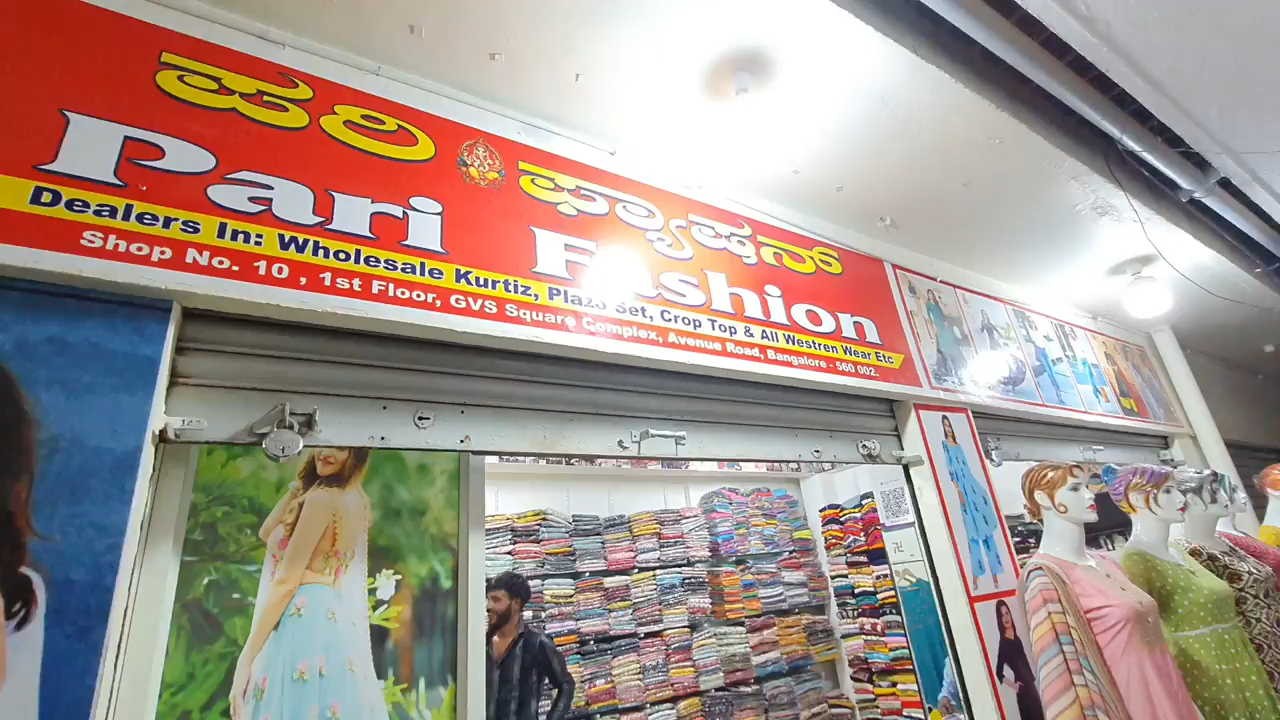 ಪರಿ ಫ್ಯಾಷನ್
Pari Fashion
Dealers In: Wholesale Kurtiz, Plazo Set, Crop Top & All Westren Wear Etc
Shop No. 10 , 1st Floor, GVS Square Complex, Avenue Road, Bangalore - 560 002.